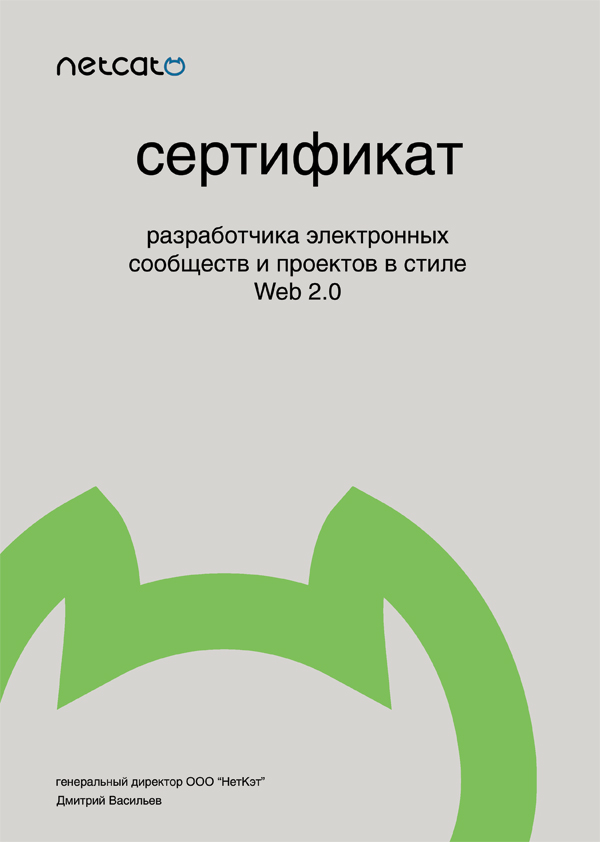 netcat
сертификат
разработчика электронных
сообществ и проектов в стиле
Web 2.0
генеральный директор ООО “НетКэт”
Дмитрий Васильев